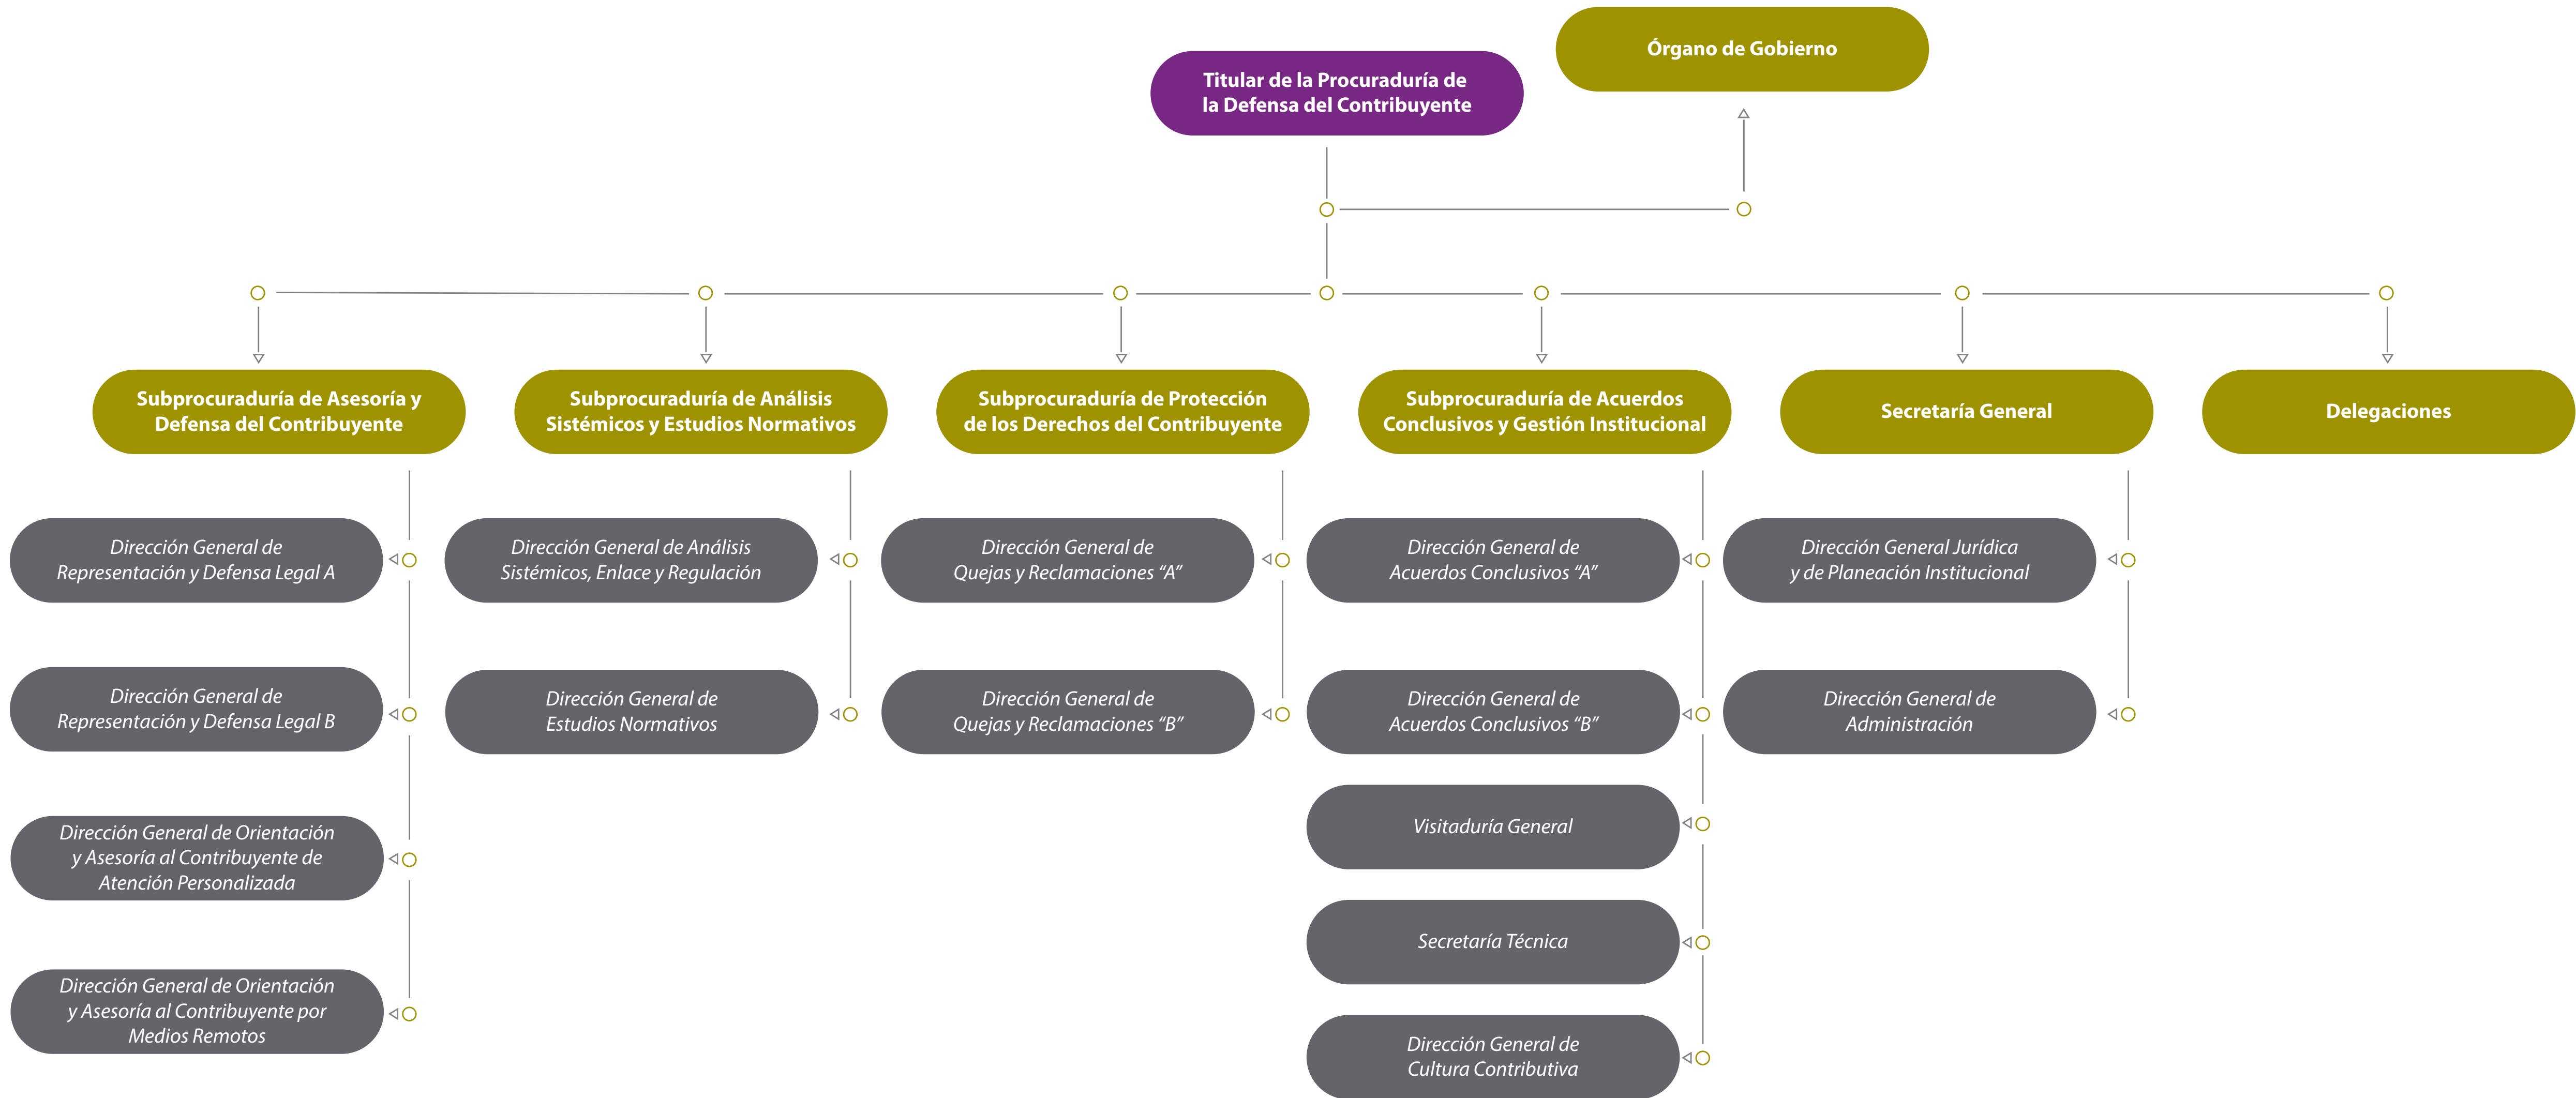 Órgano de Gobierno
Titular de la Procuraduría de
la Defensa del Contribuyente
Subprocuraduría de Asesoría y
Defensa del Contribuyente
Subprocuraduría de Análisis
Sistémicos y Estudios Normativos
Subprocuraduría de Protección
de los Derechos del Contribuyente
Subprocuraduría de Acuerdos
Conclusivos y Gestión Institucional
Secretaría General
Delegaciones
Dirección General de
Representación y Defensa Legal A
Dirección General de Análisis
Sistémicos, Enlace y Regulación
Dirección General de
Quejas y Reclamaciones “A”
Dirección General de
Acuerdos Conclusivos “A”
Dirección General Jurídica
y de Planeación Institucional
Dirección General de
Representación y Defensa Legal B
Dirección General de
Estudios Normativos
Dirección General de
Quejas y Reclamaciones “B”
Dirección General de
Acuerdos Conclusivos “B”
Dirección General de
Administración
Dirección General de Orientación
y Asesoría al Contribuyente de
Atención Personalizada
Visitaduría General
Secretaría Técnica
Dirección General de Orientación
y Asesoría al Contribuyente por
Medios Remotos
Dirección General de
Cultura Contributiva